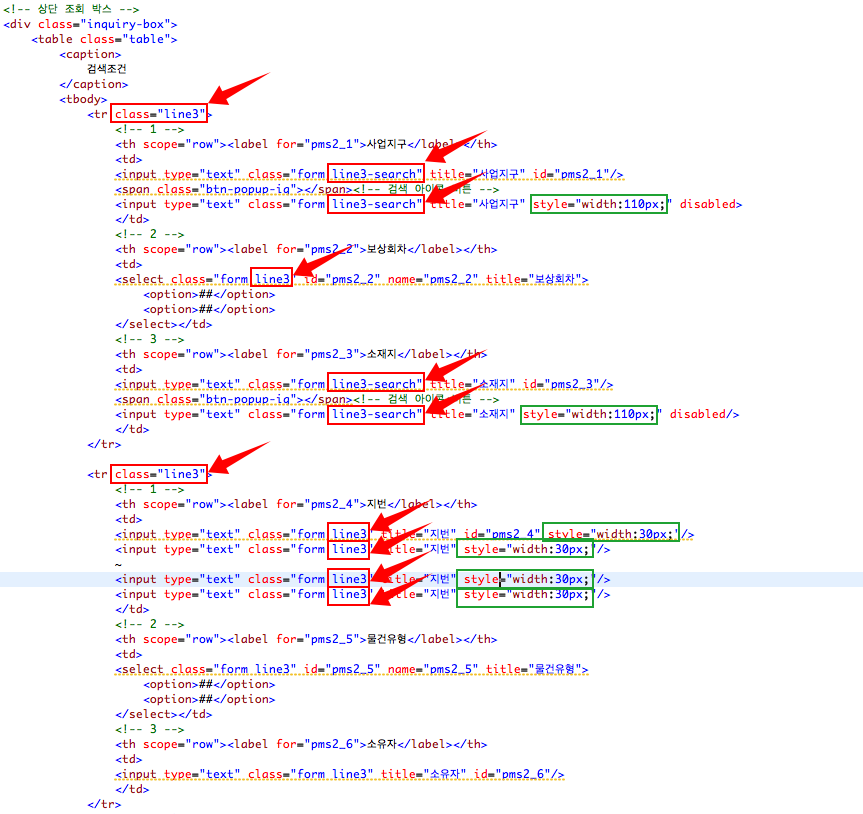 <!-- 상단 조회 박스 -->
<div class="inquiry-box">
<table class="table">
<caption>
검색조건
</caption>
<tbody>
<tr class="line3">
<!-- 1 -->
<th scope="row"><label for="pms2_1">사업지구</label></th>
<td>
<input type="text" class="form line3-search" title="사업지구" id="pms2_1"/>
<span class="btn-popup-iq"></span><!-- 검색 아이콘 버튼 -->
<input type="text" class="form line3-search" title="사업지구" style="width:110px;" disabled>
</td>
<!-- 2 -->
<th scope="row"><label for="pms2_2">보상회차</label></th>
<td>
<select class="form line3" id="pms2_2" name="pms2_2" title="보상회차">
<option>##</option>
<option>##</option>
</select></td>
<!-- 3 -->
<th scope="row"><label for="pms2_3">소재지</label></th>
<td>
<input type="text" class="form line3-search" title="소재지" id="pms2_3"/>
<span class="btn-popup-iq"></span><!-- 검색 아이콘 버튼 -->
<input type="text" class="form line3-search" title="소재지" style="width:110px;" disabled/>
</td>
</tr>
<tr class="line3">
<!-- 1 -->
<th scope="row"><label for="pms2_4">지번</label></th>
<td>
<input type="text" class="form line3" title="지번" id="pms2_4" style="width:30px;"/>
<input type="text" class="form line3" title="지번" style="width:30px;"/>
~
<input type="text" class="form line3" title="지번" style="width:30px;"/>
<input type="text" class="form line3" title="지번" style="width:30px;"/>
</td>
<!-- 2 -->
<th scope="row"><label for="pms2_5">물건유형</label></th>
<td>
<select class="form line3" id="pms2_5" name="pms2_5" title="물건유형">
<option>##</option>
<option>##</option>
</select></td>
<!-- 3 -->
<th scope="row"><label for="pms2_6">소유자</label></th>
<td>
<input type="text" class="form line3" title="소유자" id="pms2_6"/>
</td>
</tr>